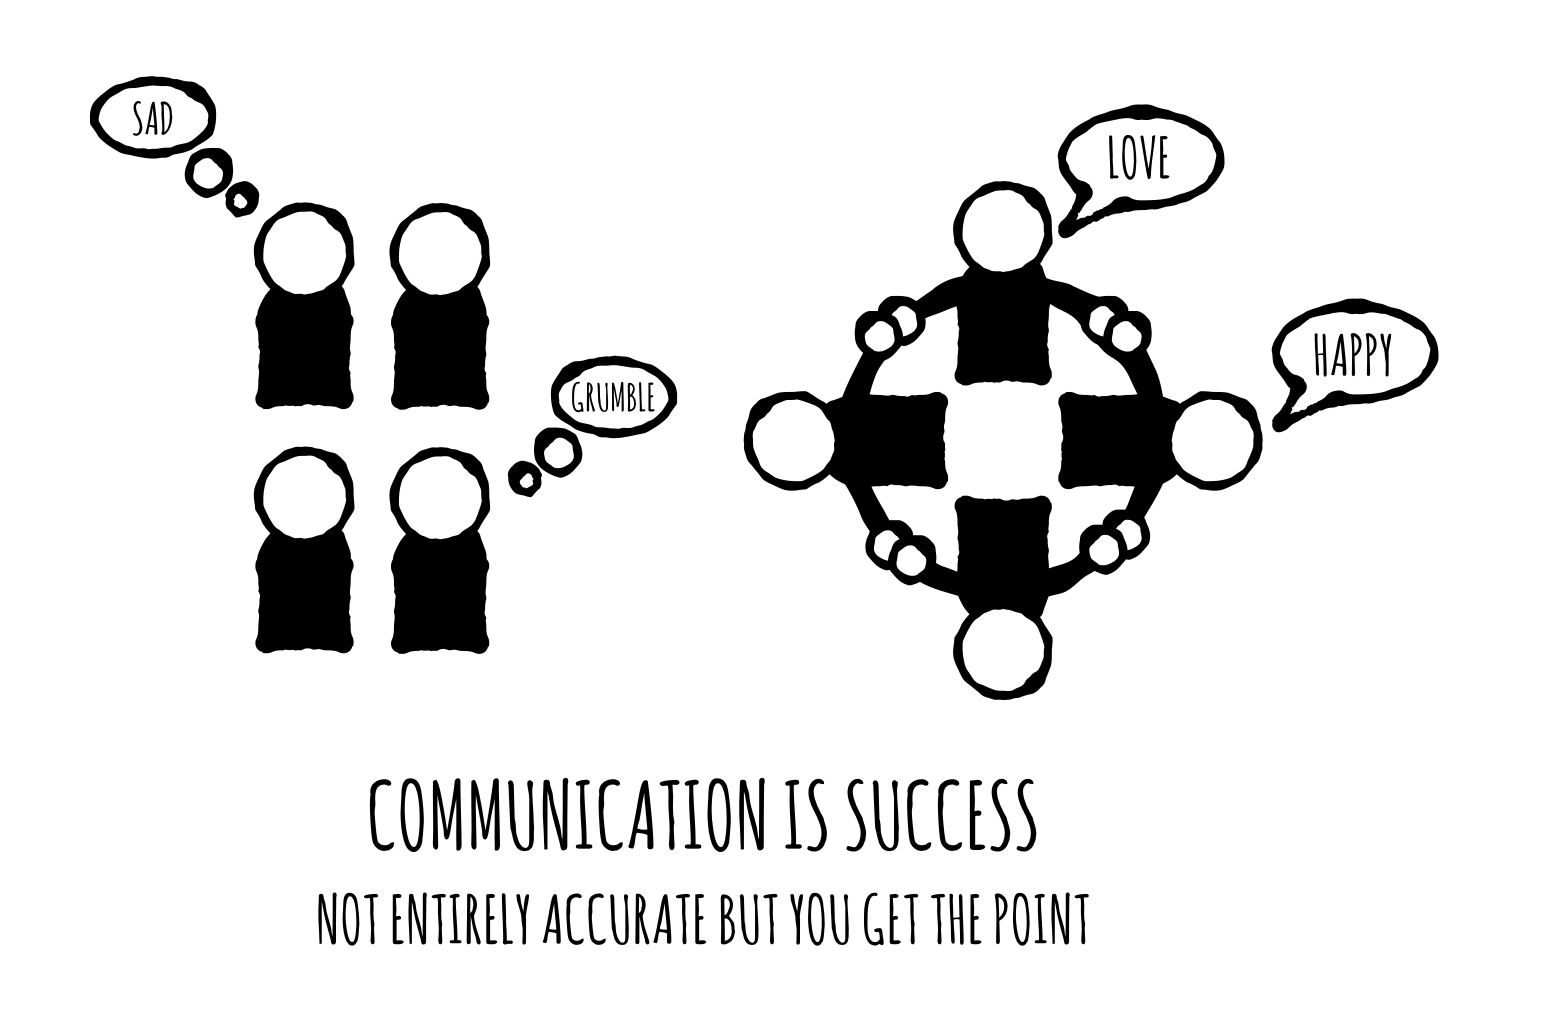 SAD
LOVE
HAPPY
GRUMBLE
COMMUNICATION IS SUCCESS
NOT ENTIRELY ACCURATE BUT YOU GET THE POINT